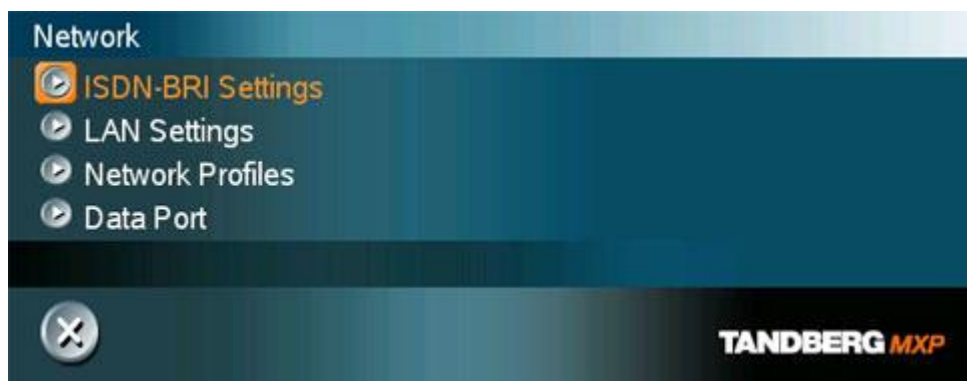 Network
ISDN-BRI Settings
LAN Settings
Network Profiles
Data Port
TANDBERG MXP